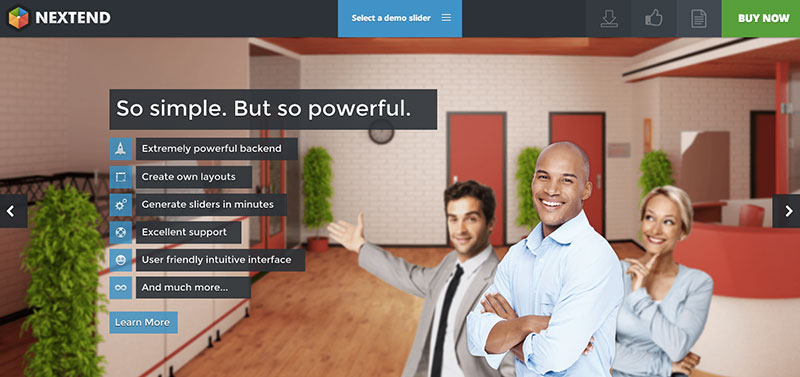 NEXTEND
Select a demo slider
BUY NOW
So simple. But so powerful.
Extremely powerful backend
Create own layouts
Generate sliders in minutes
Excellent support
User friendly intuitive interface
And much more...
Learn More